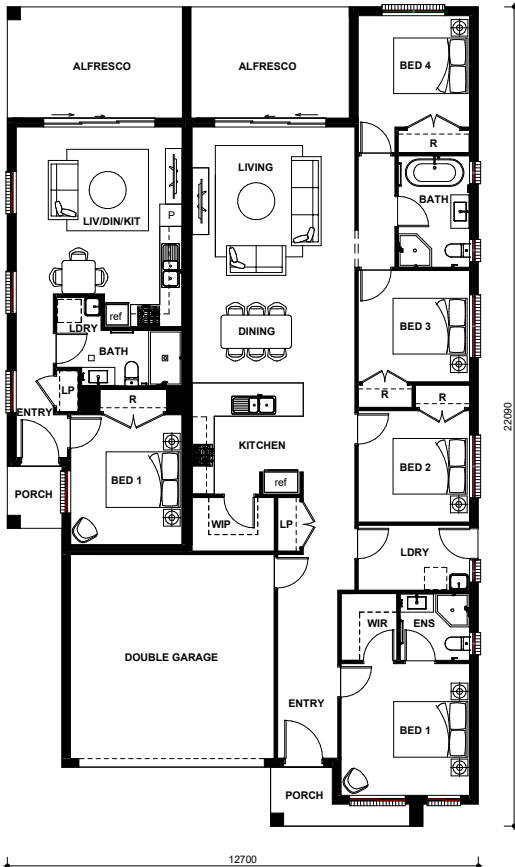 ALFRESCO
ALFRESCO
BED 4
R
LIVING
BATH
LIV/DIN/KIT
P
ref
LDRY
BATH
DINING
BED 3
LP
R
R
R
ENTRY
KITCHEN
BED 1
BED 2
ref
PORCH
WIP
LP
LDRY
WIR
ENS
DOUBLE GARAGE
ENTRY
BED 1
PORCH
22090
12700